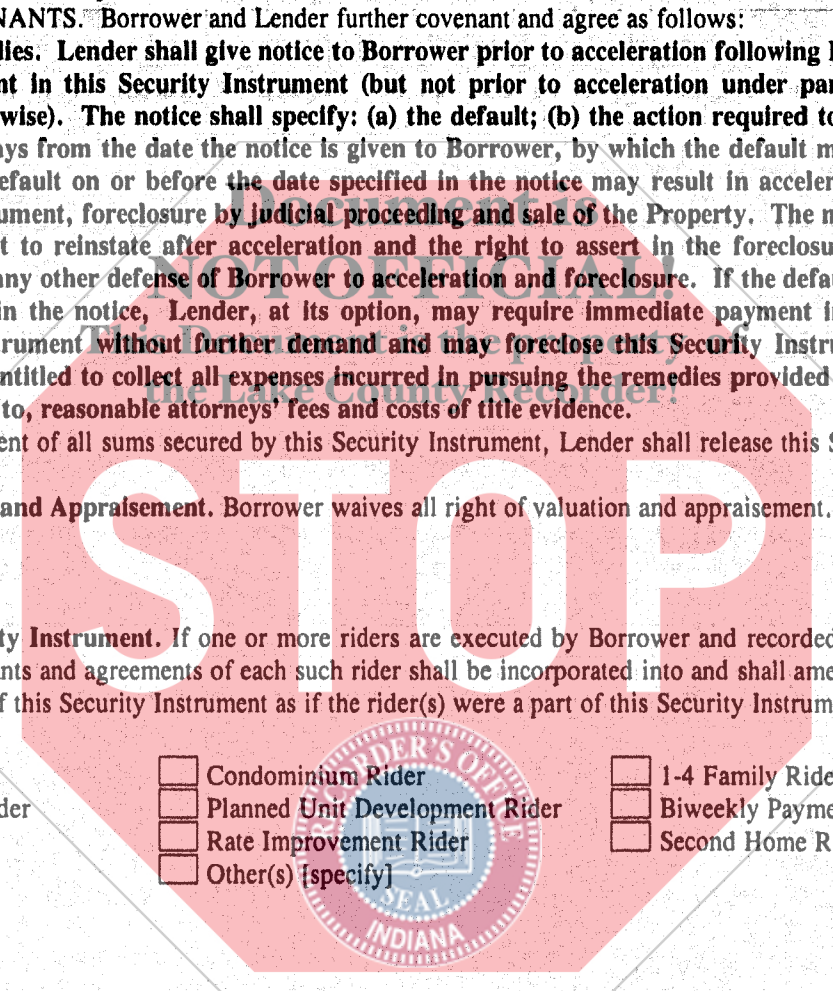 NANTS. Borrower and Lender further covenant and agree as follows:
lies. Lender shall give notice to Borrower prior to acceleration following
nt in this Security Instrument (but not prior to acceleration under par
wise). The notice shall specify: (a) the default; (b) the action required to
ays from the date the notice is given to Borrower, by which the default m
efault on or before the date specified in the notice may result in acceler
ument, foreclosure by judicial proceeding and sale of the Property. The n
t to reinstate after acceleration and the right to assert in the foreclosu
any other defense of Borrower to acceleration and foreclosure. If the defau
in the notice, Lender, at its option, may require immediate payment i
trument without further demand and may foreclose this Security Instru
ntitled to collect all expenses incurred in pursuing the remedies provided
to, reasonable attorneys' fees and costs of title evidence.
ent of all sums secured by this Security Instrument, Lender shall release this S
and Appraisement. Borrower waives all right of valuation and appraisement.
ty Instrument. If one or more riders are executed by Borrower and recorded
nts and agreements of each such rider shall be incorporated into and shall ame
f this Security Instrument as if the rider(s) were a part of this Security Instrum
Condominium Rider
1-4 Family Ride
der
Planned Unit Development Rider
Biweekly Payme
Rate Improvement Rider
Second Home R
Other(s) [specify]
Document is
NOT OFFICIAL!
This Document is the property of
the Lake County Recorder!
STOP
RECORDER'S OFFICE
SEAL
INDIANA